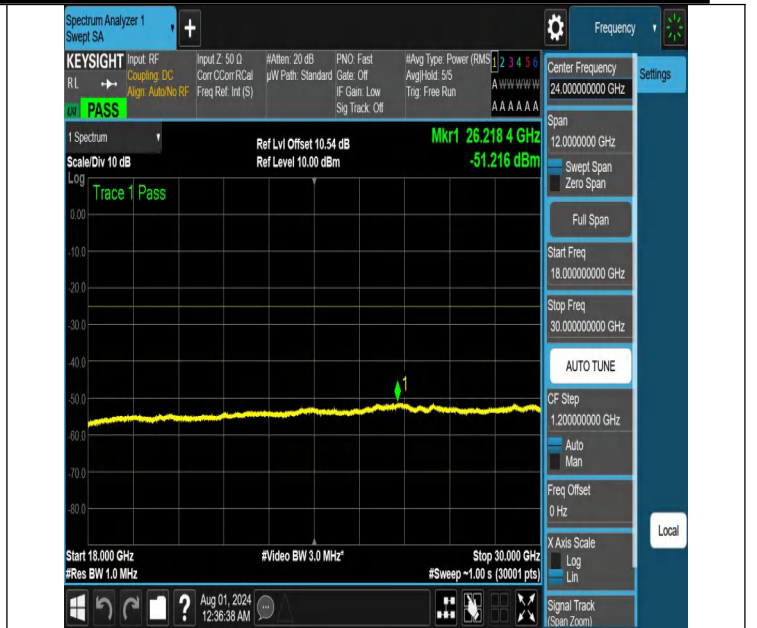 Spectrum Analyzer 1
Swept SA
+
Frequency
KEYSIGHT
RL
PASS
Input: RF
Coupling: DC
Align: Auto/No RF
Input Z: 50 Ω
Corr CCorr RCal
Freq Ref: Int (S)
#Atten: 20 dB
µW Path: Standard
PNO: Fast
Gate: Off
IF Gain: Low
Sig Track: Off
#Avg Type: Power (RMS
Avg|Hold: 5/5
Trig: Free Run
1 2 3 4 5 6
A W W W W W
A A A A A A
1 Spectrum
Scale/Div 10 dB
Ref Lvl Offset 10.54 dB
Ref Level 10.00 dBm
Mkr1 26.218 4 GHz
-51.216 dBm
Log
Trace 1 Pass
0.00
-10.0
-20.0
-30.0
-40.0
-50.0
-60.0
-70.0
-80.0
1
Start 18.000 GHz
#Res BW 1.0 MHz
#Video BW 3.0 MHz*
Stop 30.000 GHz
#Sweep ~1.00 s (30001 pts)
Aug 01, 2024
12:36:38 AM
?
Center Frequency
24.000000000 GHz
Span
12.0000000 GHz
Swept Span
Zero Span
Full Span
Start Freq
18.000000000 GHz
Stop Freq
30.000000000 GHz
AUTO TUNE
CF Step
1.200000000 GHz
Auto
Man
Freq Offset
0 Hz
X Axis Scale
Log
Lin
Signal Track
(Span Zoom)
Settings
Local